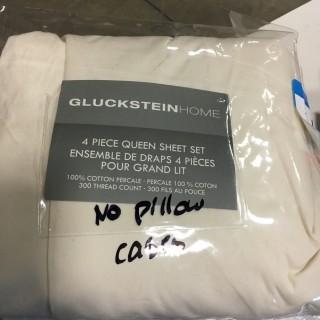 GLUCKSTEINHOME
4 PIECE QUEEN SHEET SET
ENSEMBLE DE DRAPS 4 PIÈCES
POUR GRAND LIT
100% COTTON PERCALE · PERCALE 100 % COTON
300 THREAD COUNT · 300 FILS AU POUCE
No pillow
cases